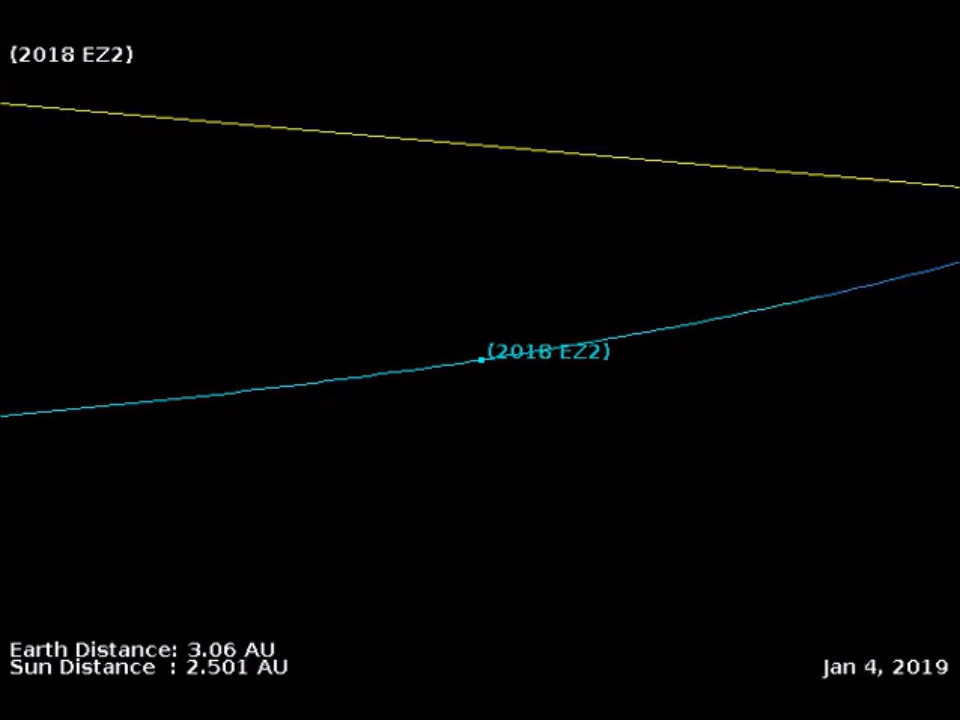 (2018 EZ2)
(2018 EZ2)
Earth Distance: 3.06 AU
Sun Distance : 2.501 AU
Jan 4, 2019